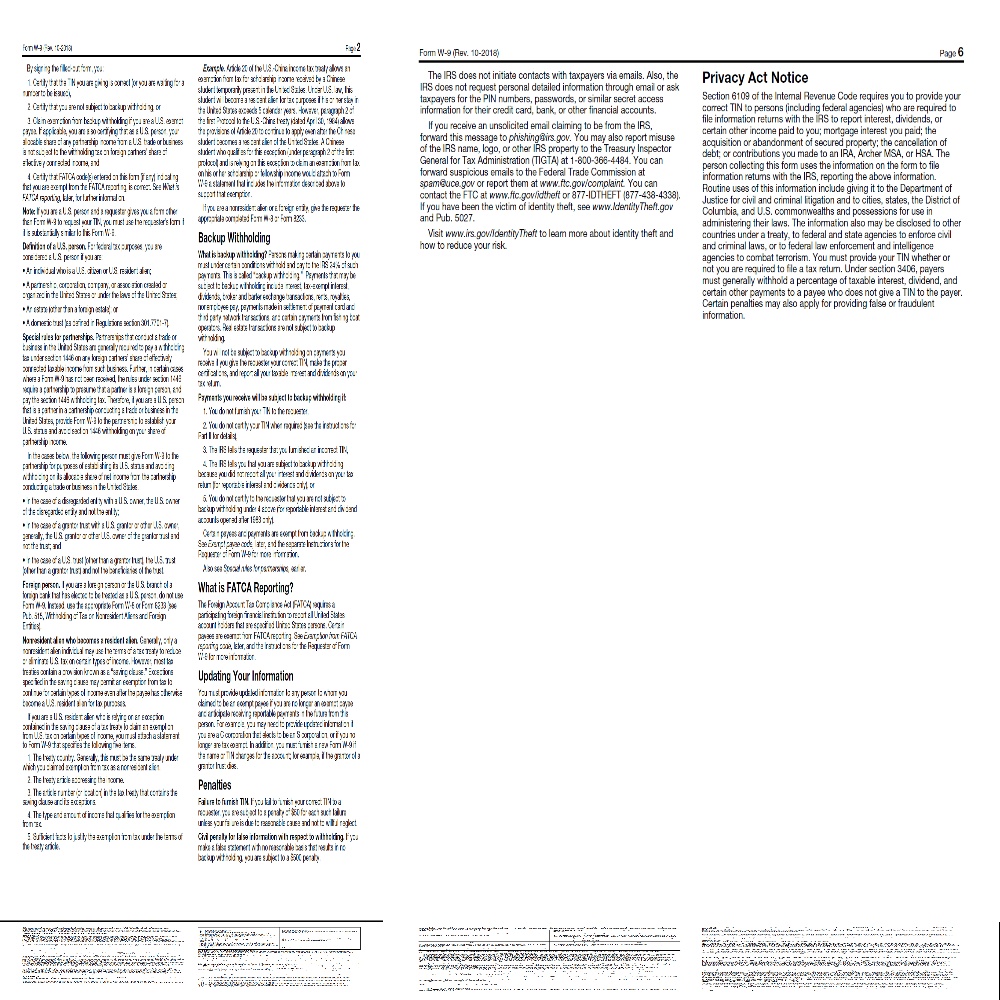 Form W-9 (Rev. 10-2018)
Page 2
By signing the filled-out form, you:
1. Certify that the TIN you are giving is correct (or you are waiting for a
number to be issued),
2. Certify that you are not subject to backup withholding, or
3. Claim exemption from backup withholding if you are a U.S. exempt
payee. If applicable, you are also certifying that as a U.S. person, your
allocable share of any partnership income from a U.S. trade or business
is not subject to the withholding tax on foreign partners' share of
effectively connected income, and
4. Certify that FATCA code(s) entered on this form (if any) indicating
that you are exempt from the FATCA reporting, is correct. See What is
FATCA reporting, later, for further information.
Note: If you are a U.S. person and a requester gives you a form other
than Form W-9 to request your TIN, you must use the requester's form if
it is substantially similar to this Form W-9.
Definition of a U.S. person. For federal tax purposes, you are
considered a U.S. person if you are:
• An individual who is a U.S. citizen or U.S. resident alien;
• A partnership, corporation, company, or association created or
organized in the United States or under the laws of the United States;
• An estate (other than a foreign estate); or
• A domestic trust (as defined in Regulations section 301.7701-7).
Special rules for partnerships. Partnerships that conduct a trade or
business in the United States are generally required to pay a withholding
tax under section 1446 on any foreign partners' share of effectively
connected taxable income from such business. Further, in certain cases
where a Form W-9 has not been received, the rules under section 1446
require a partnership to presume that a partner is a foreign person, and
pay the section 1446 withholding tax. Therefore, if you are a U.S. person
that is a partner in a partnership conducting a trade or business in the
United States, provide Form W-9 to the partnership to establish your
U.S. status and avoid section 1446 withholding on your share of
partnership income.
In the cases below, the following person must give Form W-9 to the
partnership for purposes of establishing its U.S. status and avoiding
withholding on its allocable share of net income from the partnership
conducting a trade or business in the United States.
• In the case of a disregarded entity with a U.S. owner, the U.S. owner
of the disregarded entity and not the entity;
• In the case of a grantor trust with a U.S. grantor or other U.S. owner,
generally, the U.S. grantor or other U.S. owner of the grantor trust and
not the trust; and
• In the case of a U.S. trust (other than a grantor trust), the U.S. trust
(other than a grantor trust) and not the beneficiaries of the trust.
Foreign person. If you are a foreign person or the U.S. branch of a
foreign bank that has elected to be treated as a U.S. person, do not use
Form W-9. Instead, use the appropriate Form W-8 or Form 8233 (see
Pub. 515, Withholding of Tax on Nonresident Aliens and Foreign
Entities).
Nonresident alien who becomes a resident alien. Generally, only a
nonresident alien individual may use the terms of a tax treaty to reduce
or eliminate U.S. tax on certain types of income. However, most tax
treaties contain a provision known as a "saving clause." Exceptions
specified in the saving clause may permit an exemption from tax to
continue for certain types of income even after the payee has otherwise
become a U.S. resident alien for tax purposes.
If you are a U.S. resident alien who is relying on an exception
contained in the saving clause of a tax treaty to claim an exemption
from U.S. tax on certain types of income, you must attach a statement
to Form W-9 that specifies the following five items.
1. The treaty country. Generally, this must be the same treaty under
which you claimed exemption from tax as a nonresident alien.
2. The treaty article addressing the income.
3. The article number (or location) in the tax treaty that contains the
saving clause and its exceptions.
4. The type and amount of income that qualifies for the exemption
from tax.
5. Sufficient facts to justify the exemption from tax under the terms of
the treaty article.
Example. Article 20 of the U.S.-China income tax treaty allows an
exemption from tax for scholarship income received by a Chinese
student temporarily present in the United States. Under U.S. law, this
student will become a resident alien for tax purposes if his or her stay in
the United States exceeds 5 calendar years. However, paragraph 2 of
the first Protocol to the U.S.-China treaty (dated April 30, 1984) allows
the provisions of Article 20 to continue to apply even after the Chinese
student becomes a resident alien of the United States. A Chinese
student who qualifies for this exception (under paragraph 2 of the first
protocol) and is relying on this exception to claim an exemption from tax
on his or her scholarship or fellowship income would attach to Form
W-9 a statement that includes the information described above to
support that exemption.
If you are a nonresident alien or a foreign entity, give the requester the
appropriate completed Form W-8 or Form 8233.
Backup Withholding
What is backup withholding? Persons making certain payments to you
must under certain conditions withhold and pay to the IRS 24% of such
payments. This is called "backup withholding." Payments that may be
subject to backup withholding include interest, tax-exempt interest,
dividends, broker and barter exchange transactions, rents, royalties,
nonemployee pay, payments made in settlement of payment card and
third party network transactions, and certain payments from fishing boat
operators. Real estate transactions are not subject to backup
withholding.
You will not be subject to backup withholding on payments you
receive if you give the requester your correct TIN, make the proper
certifications, and report all your taxable interest and dividends on your
tax return.
Payments you receive will be subject to backup withholding if:
1. You do not furnish your TIN to the requester,
2. You do not certify your TIN when required (see the instructions for
Part II for details),
3. The IRS tells the requester that you furnished an incorrect TIN,
4. The IRS tells you that you are subject to backup withholding
because you did not report all your interest and dividends on your tax
return (for reportable interest and dividends only), or
5. You do not certify to the requester that you are not subject to
backup withholding under 4 above (for reportable interest and dividend
accounts opened after 1983 only).
Certain payees and payments are exempt from backup withholding.
See Exempt payee code, later, and the separate Instructions for the
Requester of Form W-9 for more information.
Also see Special rules for partnerships, earlier.
What is FATCA Reporting?
The Foreign Account Tax Compliance Act (FATCA) requires a
participating foreign financial institution to report all United States
account holders that are specified United States persons. Certain
payees are exempt from FATCA reporting. See Exemption from FATCA
reporting code, later, and the Instructions for the Requester of Form
W-9 for more information.
Updating Your Information
You must provide updated information to any person to whom you
claimed to be an exempt payee if you are no longer an exempt payee
and anticipate receiving reportable payments in the future from this
person. For example, you may need to provide updated information if
you are a C corporation that elects to be an S corporation, or if you no
longer are tax exempt. In addition, you must furnish a new Form W-9 if
the name or TIN changes for the account; for example, if the grantor of a
grantor trust dies.
Penalties
Failure to furnish TIN. If you fail to furnish your correct TIN to a
requester, you are subject to a penalty of $50 for each such failure
unless your failure is due to reasonable cause and not to willful neglect.
Civil penalty for false information with respect to withholding. If you
make a false statement with no reasonable basis that results in no
backup withholding, you are subject to a $500 penalty.
Form W-9 (Rev. 10-2018)
Page 6
The IRS does not initiate contacts with taxpayers via emails. Also, the
IRS does not request personal detailed information through email or ask
taxpayers for the PIN numbers, passwords, or similar secret access
information for their credit card, bank, or other financial accounts.
If you receive an unsolicited email claiming to be from the IRS,
forward this message to phishing@irs.gov. You may also report misuse
of the IRS name, logo, or other IRS property to the Treasury Inspector
General for Tax Administration (TIGTA) at 1-800-366-4484. You can
forward suspicious emails to the Federal Trade Commission at
spam@uce.gov or report them at www.ftc.gov/complaint. You can
contact the FTC at www.ftc.gov/idtheft or 877-IDTHEFT (877-438-4338).
If you have been the victim of identity theft, see www.IdentityTheft.gov
and Pub. 5027.
Visit www.irs.gov/IdentityTheft to learn more about identity theft and
how to reduce your risk.
Privacy Act Notice
Section 6109 of the Internal Revenue Code requires you to provide your
correct TIN to persons (including federal agencies) who are required to
file information returns with the IRS to report interest, dividends, or
certain other income paid to you; mortgage interest you paid; the
acquisition or abandonment of secured property; the cancellation of
debt; or contributions you made to an IRA, Archer MSA, or HSA. The
person collecting this form uses the information on the form to file
information returns with the IRS, reporting the above information.
Routine uses of this information include giving it to the Department of
Justice for civil and criminal litigation and to cities, states, the District of
Columbia, and U.S. commonwealths and possessions for use in
administering their laws. The information also may be disclosed to other
countries under a treaty, to federal and state agencies to enforce civil
and criminal laws, or to federal law enforcement and intelligence
agencies to combat terrorism. You must provide your TIN whether or
not you are required to file a tax return. Under section 3406, payers
must generally withhold a percentage of taxable interest, dividend, and
certain other payments to a payee who does not give a TIN to the payer.
Certain penalties may also apply for providing false or fraudulent
information.